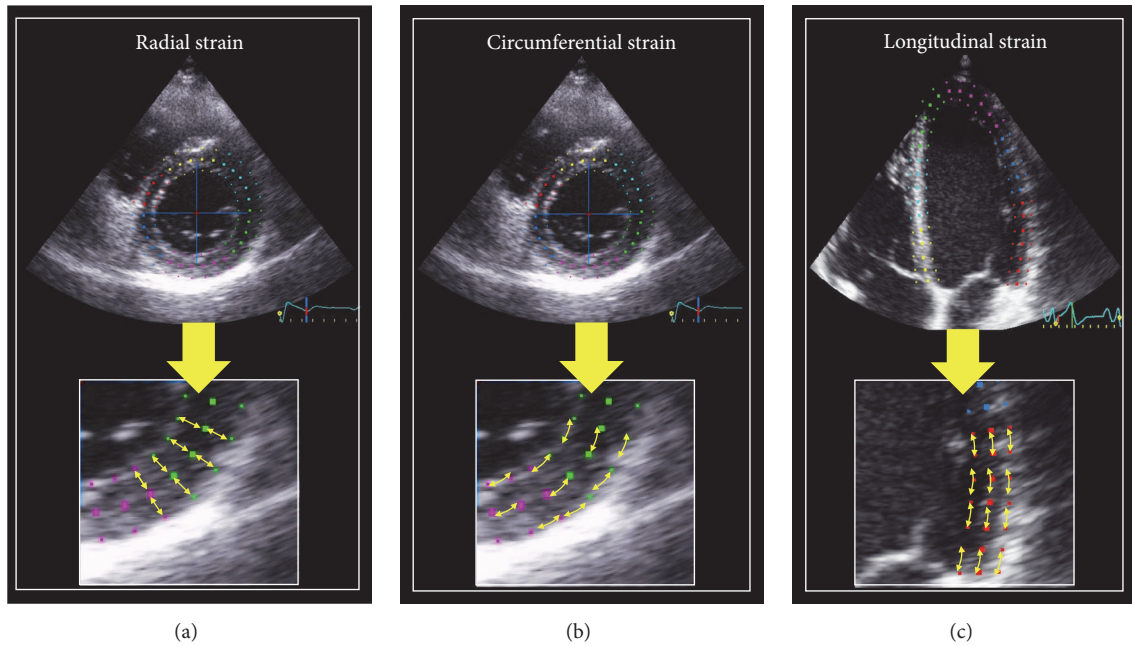 Radial strain
Circumferential strain
Longitudinal strain
(a)
(b)
(c)